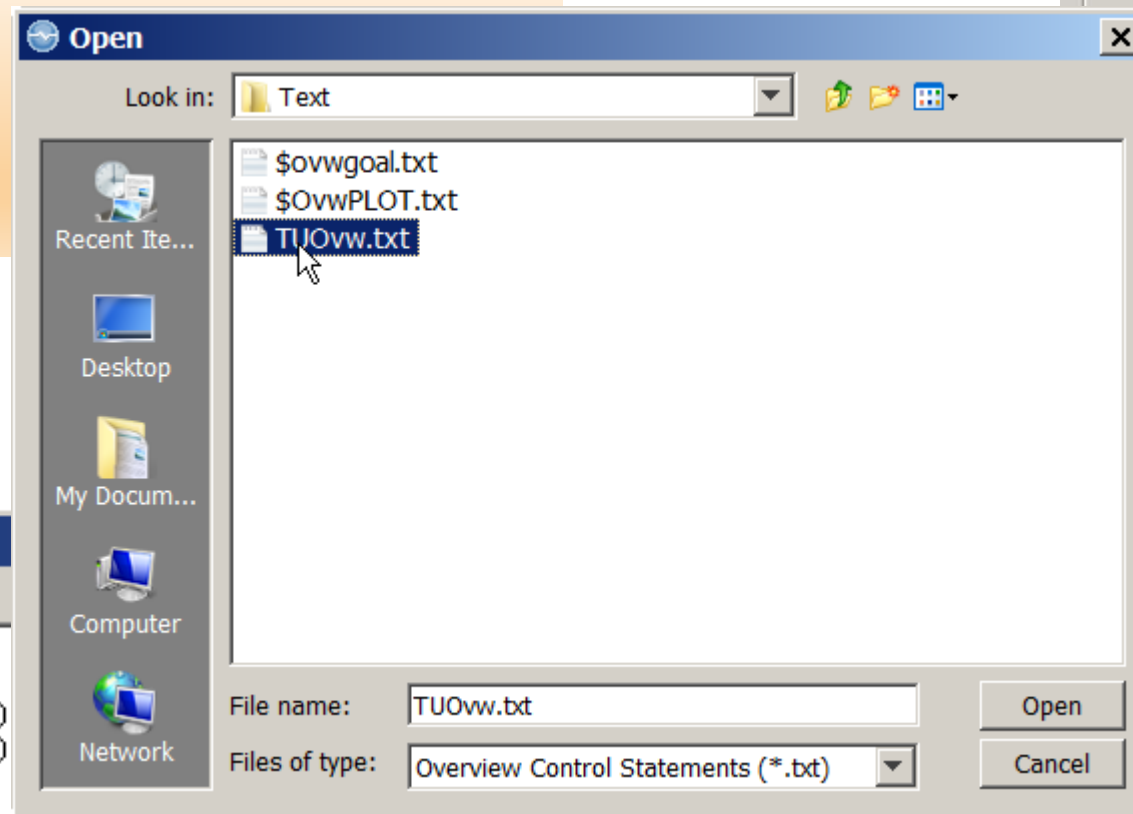 Open
Look in: Text
$ovwgoal.txt
$OvwPLOT.txt
TUOvw.txt
Recent Ite...
Desktop
My Docum...
Computer
Network
File name: TUOvw.txt Open
Files of type: Overview Control Statements (*.txt) Cancel